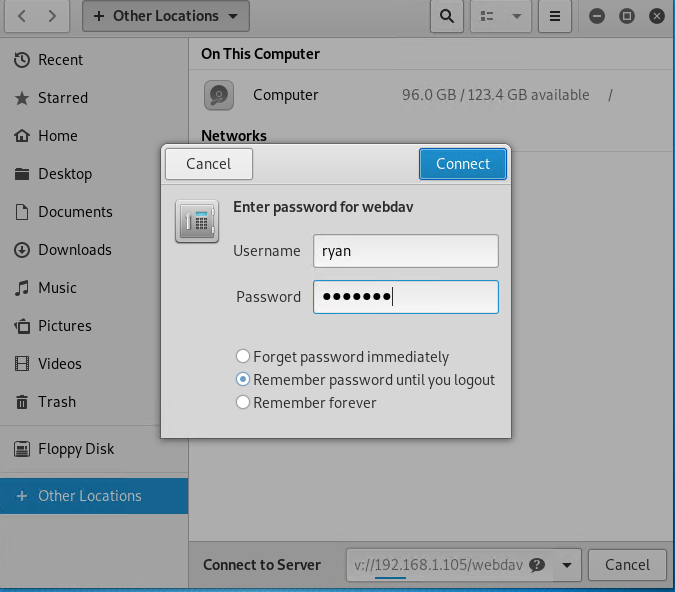 + Other Locations
On This Computer
Recent
Computer 96.0 GB / 123.4 GB available /
Starred
Home
Networks
Desktop
Documents
Downloads
Music
Pictures
Videos
Trash
Floppy Disk
+ Other Locations
Cancel Connect
Enter password for webdav
Username ryan
Password ●●●●●●●
Forget password immediately
Remember password until you logout
Remember forever
Connect to Server v://192.168.1.105/webdav ? Cancel